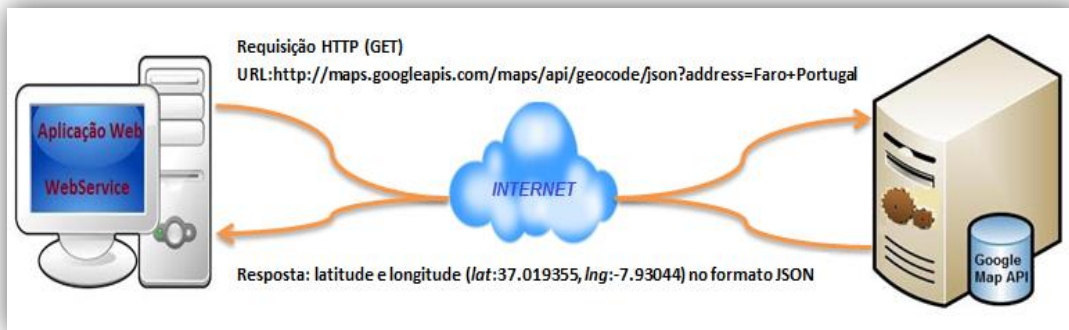 Requisição HTTP (GET)
URL:http://maps.googleapis.com/maps/api/geocode/json?address=Faro+Portugal
Aplicação Web
WebService
INTERNET
Google
Map API
Resposta: latitude e longitude (lat:37.019355, lng:-7.93044) no formato JSON